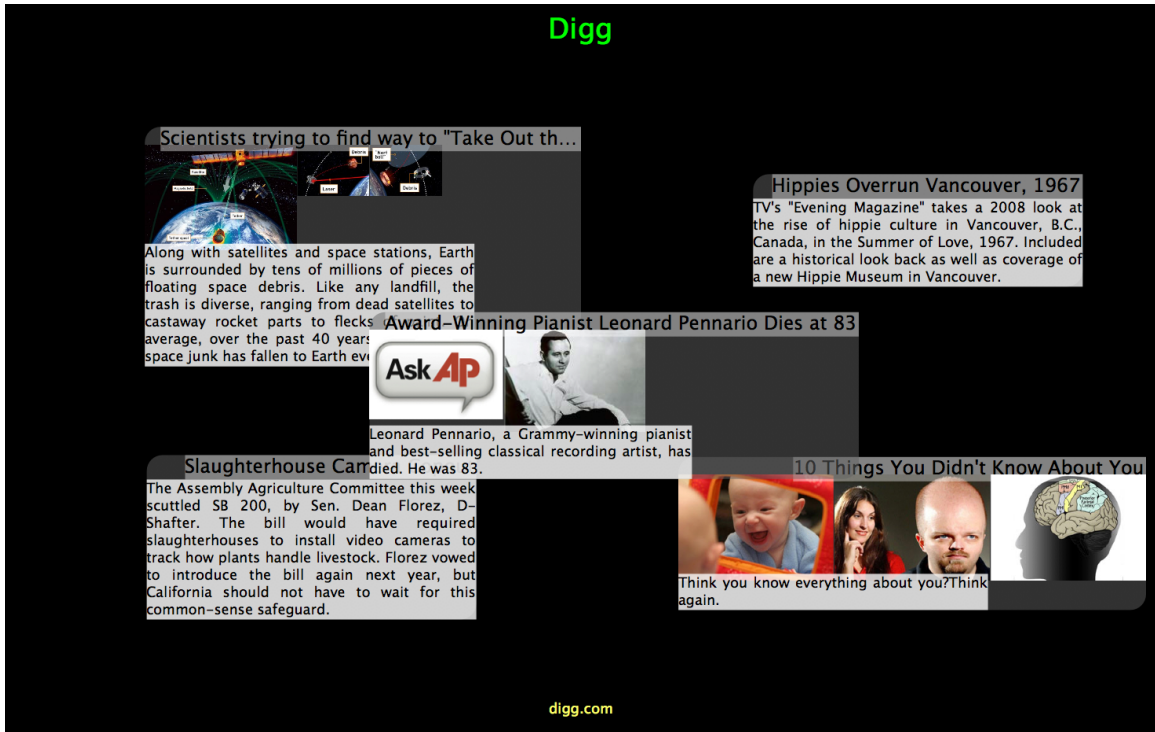 Digg
Scientists trying to find way to "Take Out th...
Along with satellites and space stations, Earth
is surrounded by tens of millions of pieces of
floating space debris. Like any landfill, the
trash is diverse, ranging from dead satellites to
castaway rocket parts to flecks
average, over the past 40 years
space junk has fallen to Earth
Hippies Overrun Vancouver, 1967
TV's "Evening Magazine" takes a 2008 look at
the rise of hippie culture in Vancouver, B.C.,
Canada, in the Summer of Love, 1967. Included
are a historical look back as well as coverage of
a new Hippie Museum in Vancouver.
Award-Winning Pianist Leonard Pennario Dies at 83
Ask AP
Leonard Pennario, a Grammy-winning pianist
and best-selling classical recording artist, has
died. He was 83.
Slaughterhouse
The Assembly Agriculture Committee this week
scuttled SB 200, by Sen. Dean Florez, D-
Shafter. The bill would have required
slaughterhouses to install video cameras to
track how plants handle livestock. Florez vowed
to introduce the bill again next year, but
California should not have to wait for this
common-sense safeguard.
10 Things You Didn't Know About You
Think you know everything about you?Think
again.
digg.com